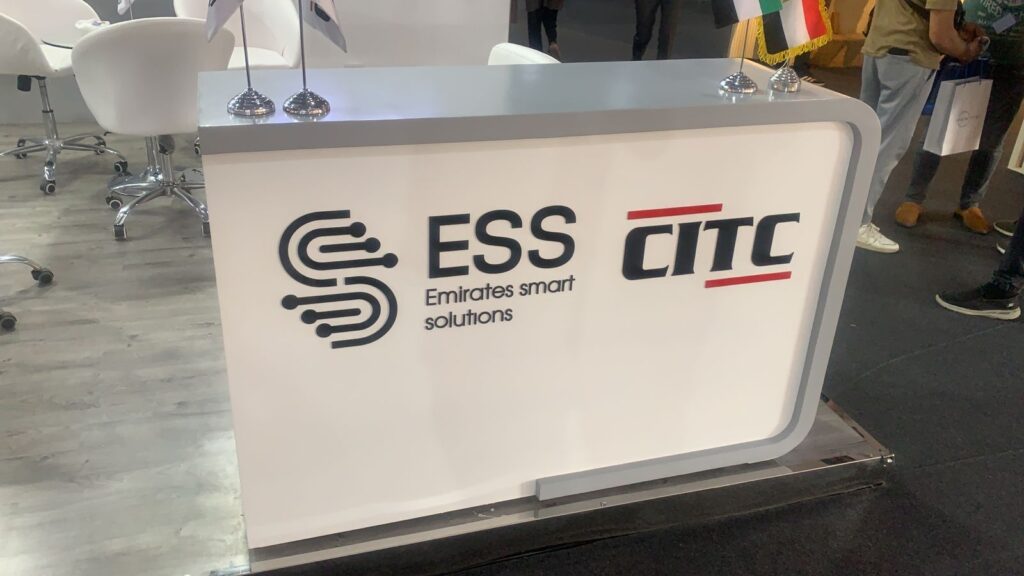 ESS
Emirates smart
solutions
CITC